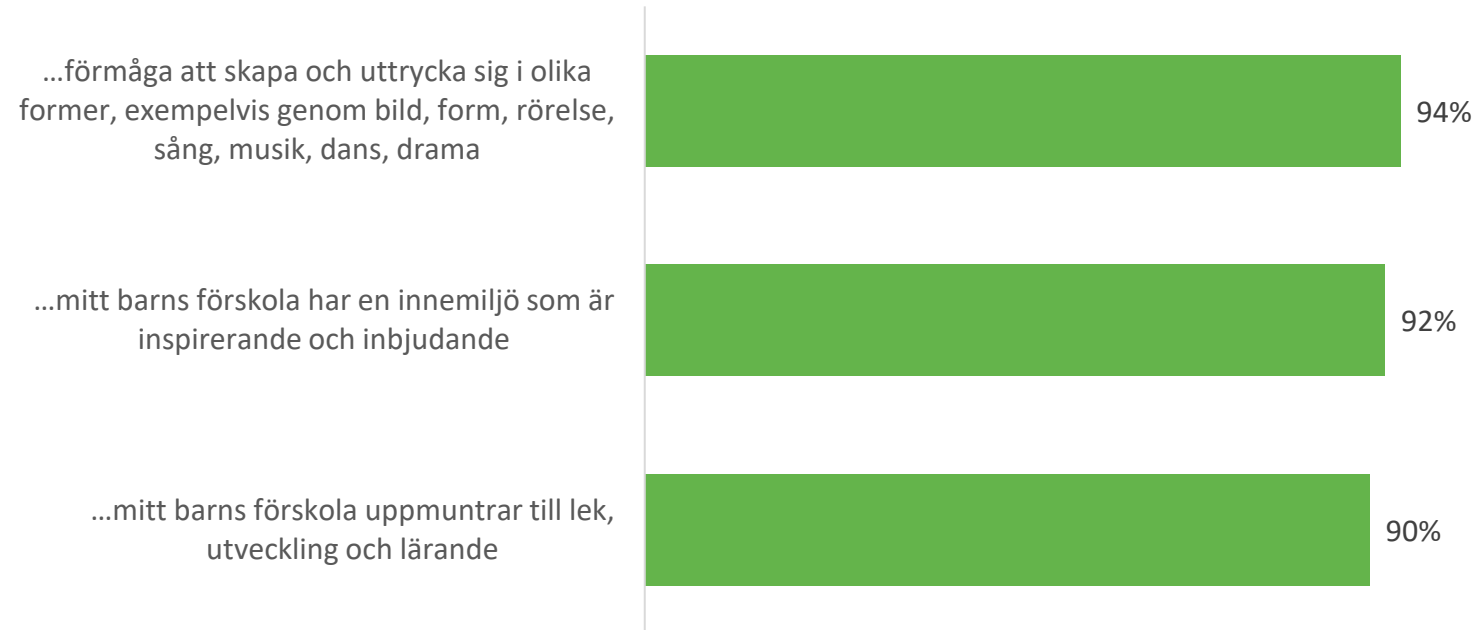 …förmåga att skapa och uttrycka sig i olika
former, exempelvis genom bild, form, rörelse,
sång, musik, dans, drama
94%
…mitt barns förskola har en innemiljö som är
inspirerande och inbjudande
92%
…mitt barns förskola uppmuntrar till lek,
utveckling och lärande
90%